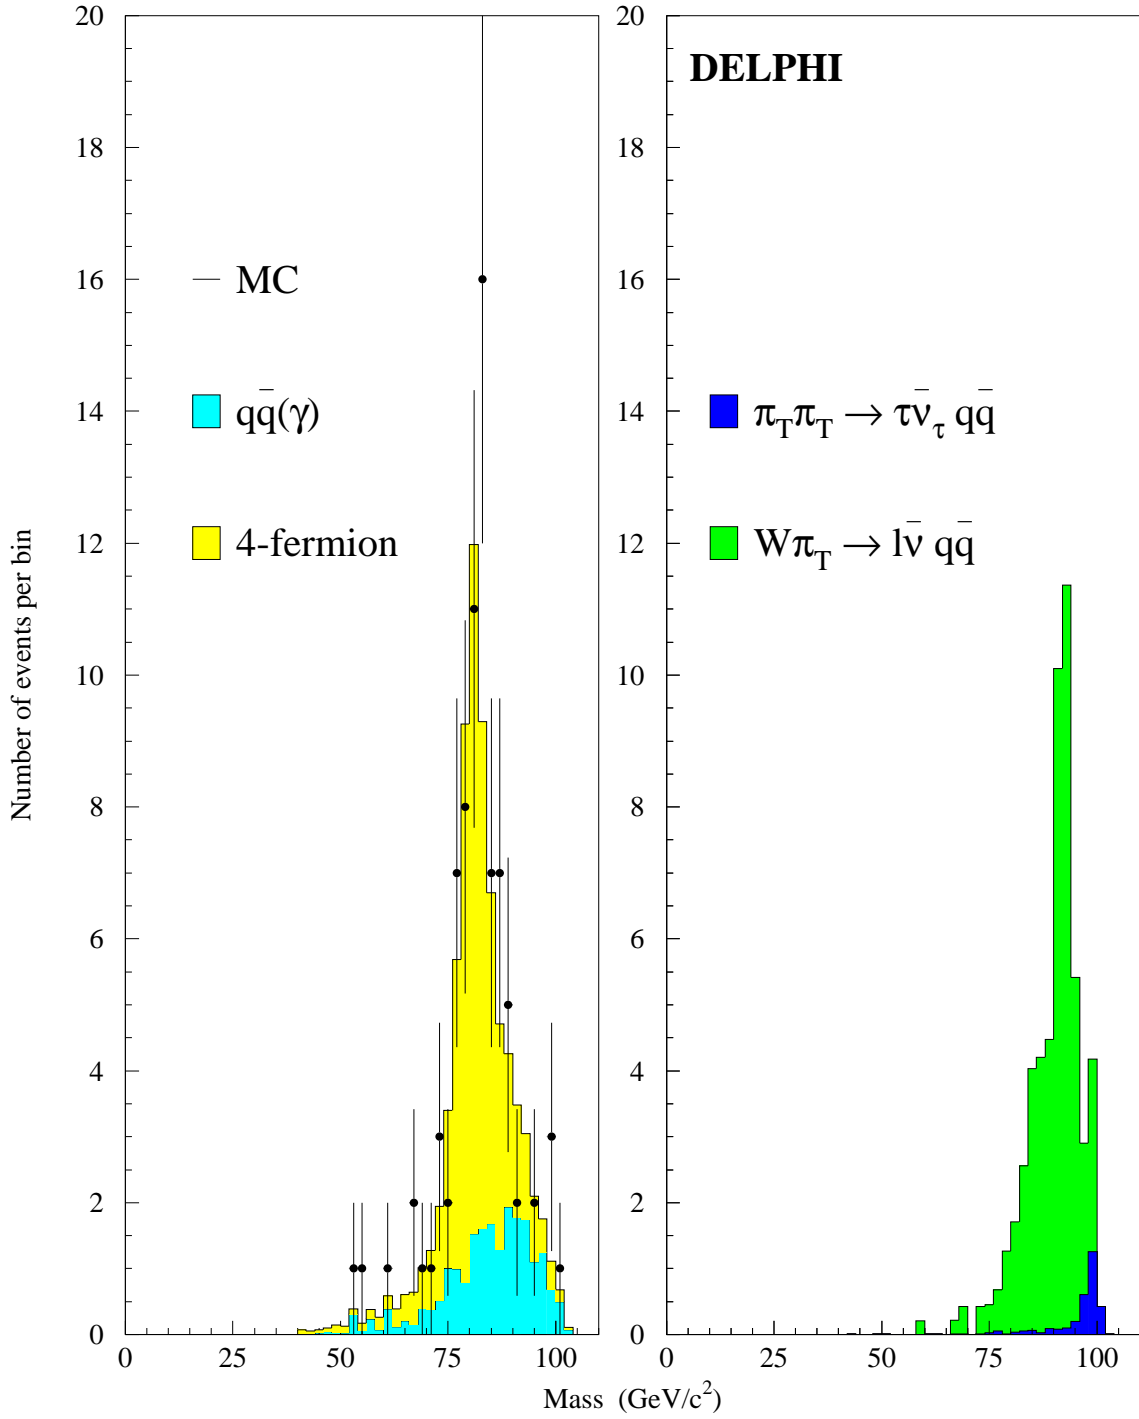 Number of events per bin
20
18
16
14
12
10
8
6
4
2
0
0 25 50 75 100
— MC
qq̄(γ)
4-fermion
DELPHI
20
18
16
14
12
10
8
6
4
2
0
0 25 50 75 100
π_Tπ_T → τν̄_τ qq̄
Wπ_T → lν̄ qq̄
Mass (GeV/c²)